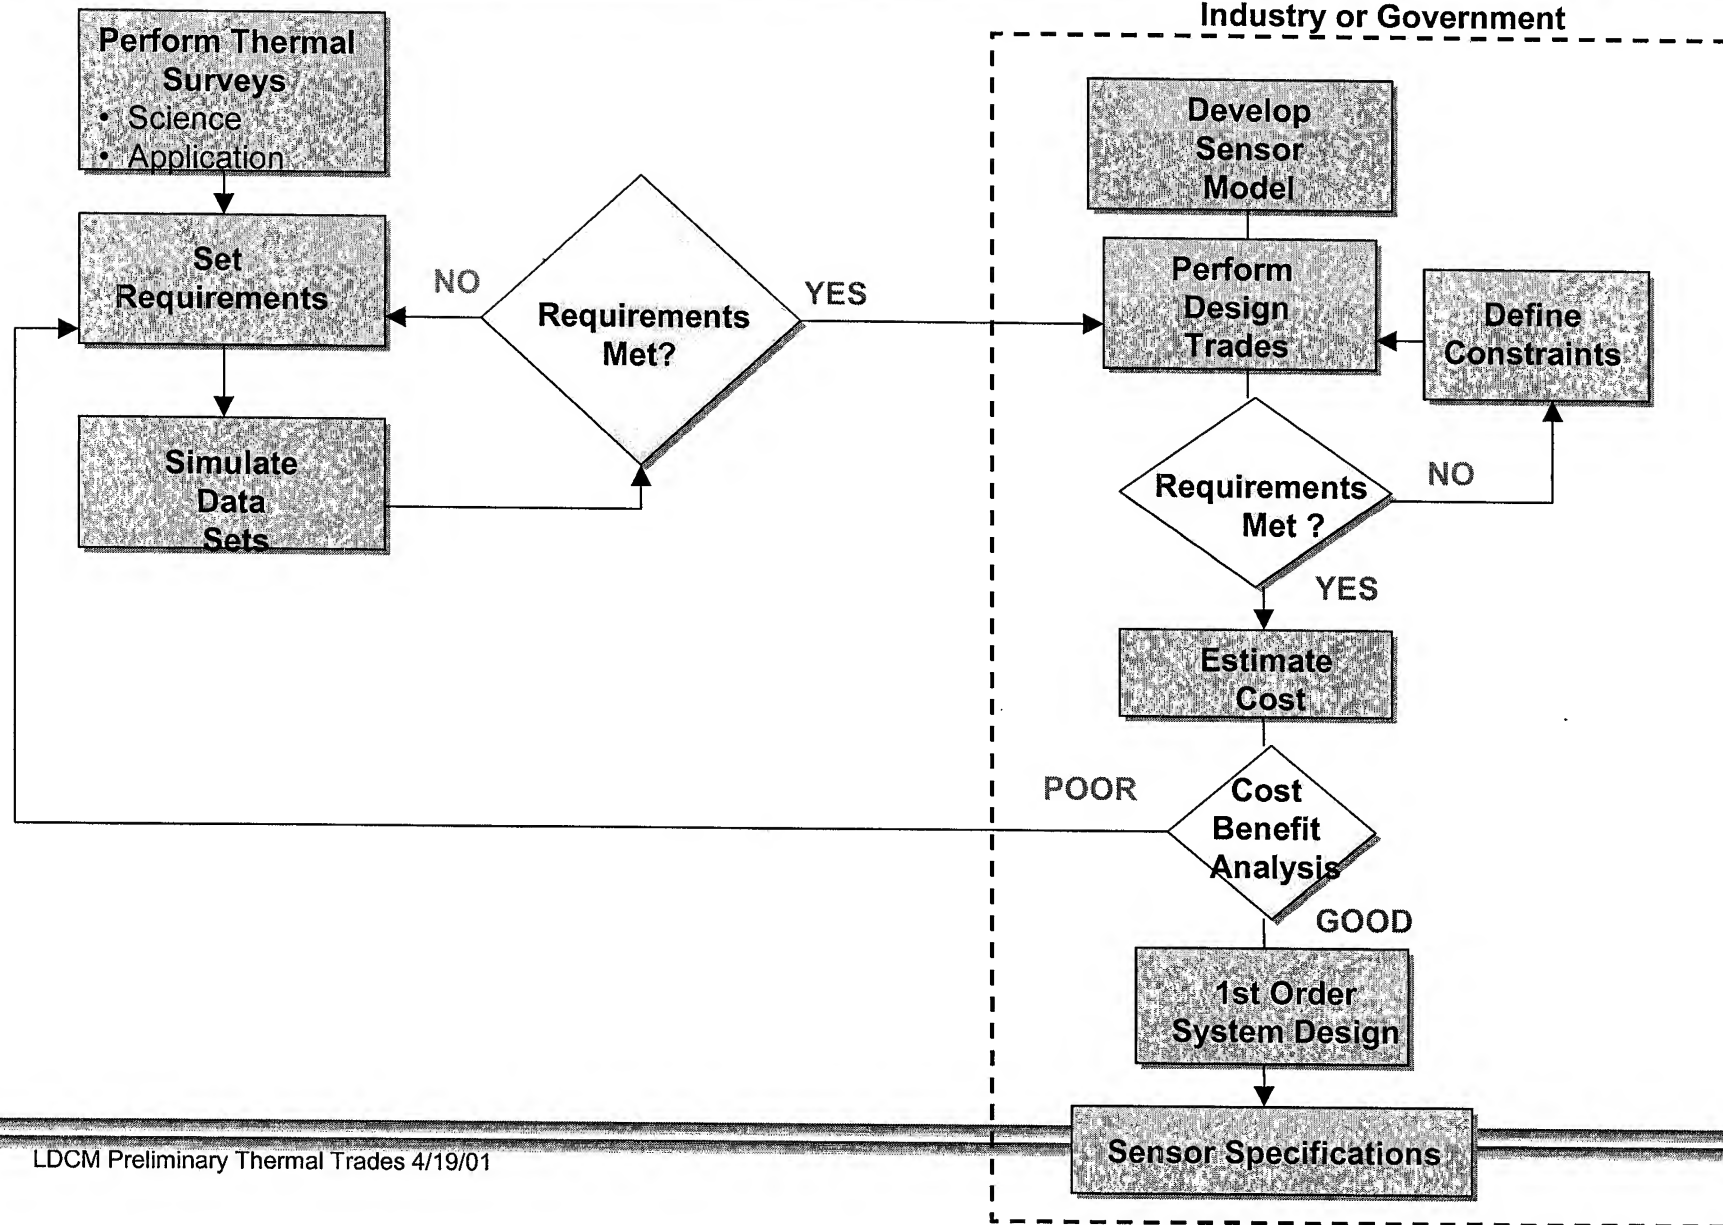 Industry or Government
Perform Thermal
Surveys
• Science
• Application
Set
Requirements
Simulate
Data
Sets
NO
Requirements
Met?
YES
Develop
Sensor
Model
Perform
Design
Trades
Define
Constraints
Requirements
Met ?
NO
YES
Estimate
Cost
POOR
Cost
Benefit
Analysis
GOOD
1st Order
System Design
Sensor Specifications
LDCM Preliminary Thermal Trades 4/19/01